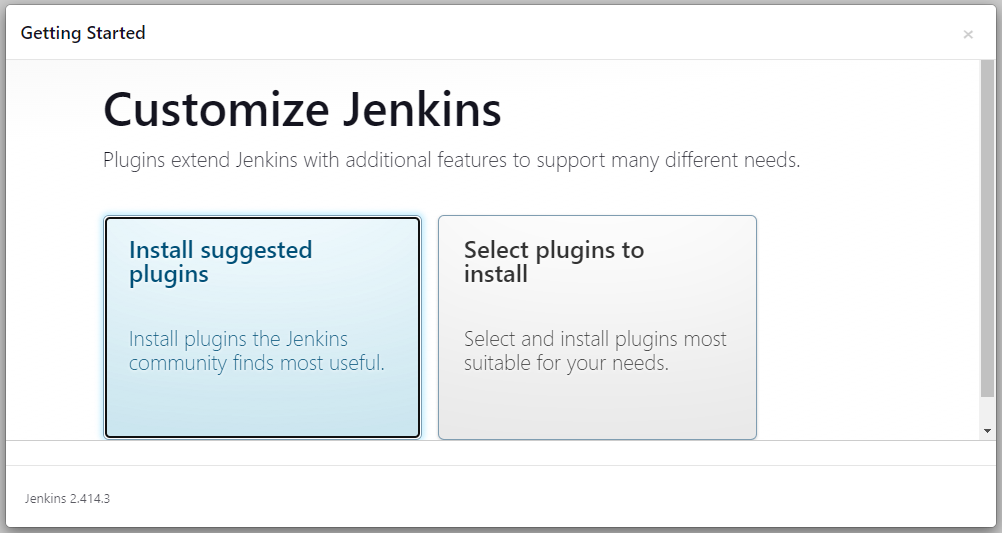 Getting Started
×
Customize Jenkins
Plugins extend Jenkins with additional features to support many different needs.
Install suggested
plugins
Install plugins the Jenkins
community finds most useful.
Select plugins to
install
Select and install plugins most
suitable for your needs.
Jenkins 2.414.3